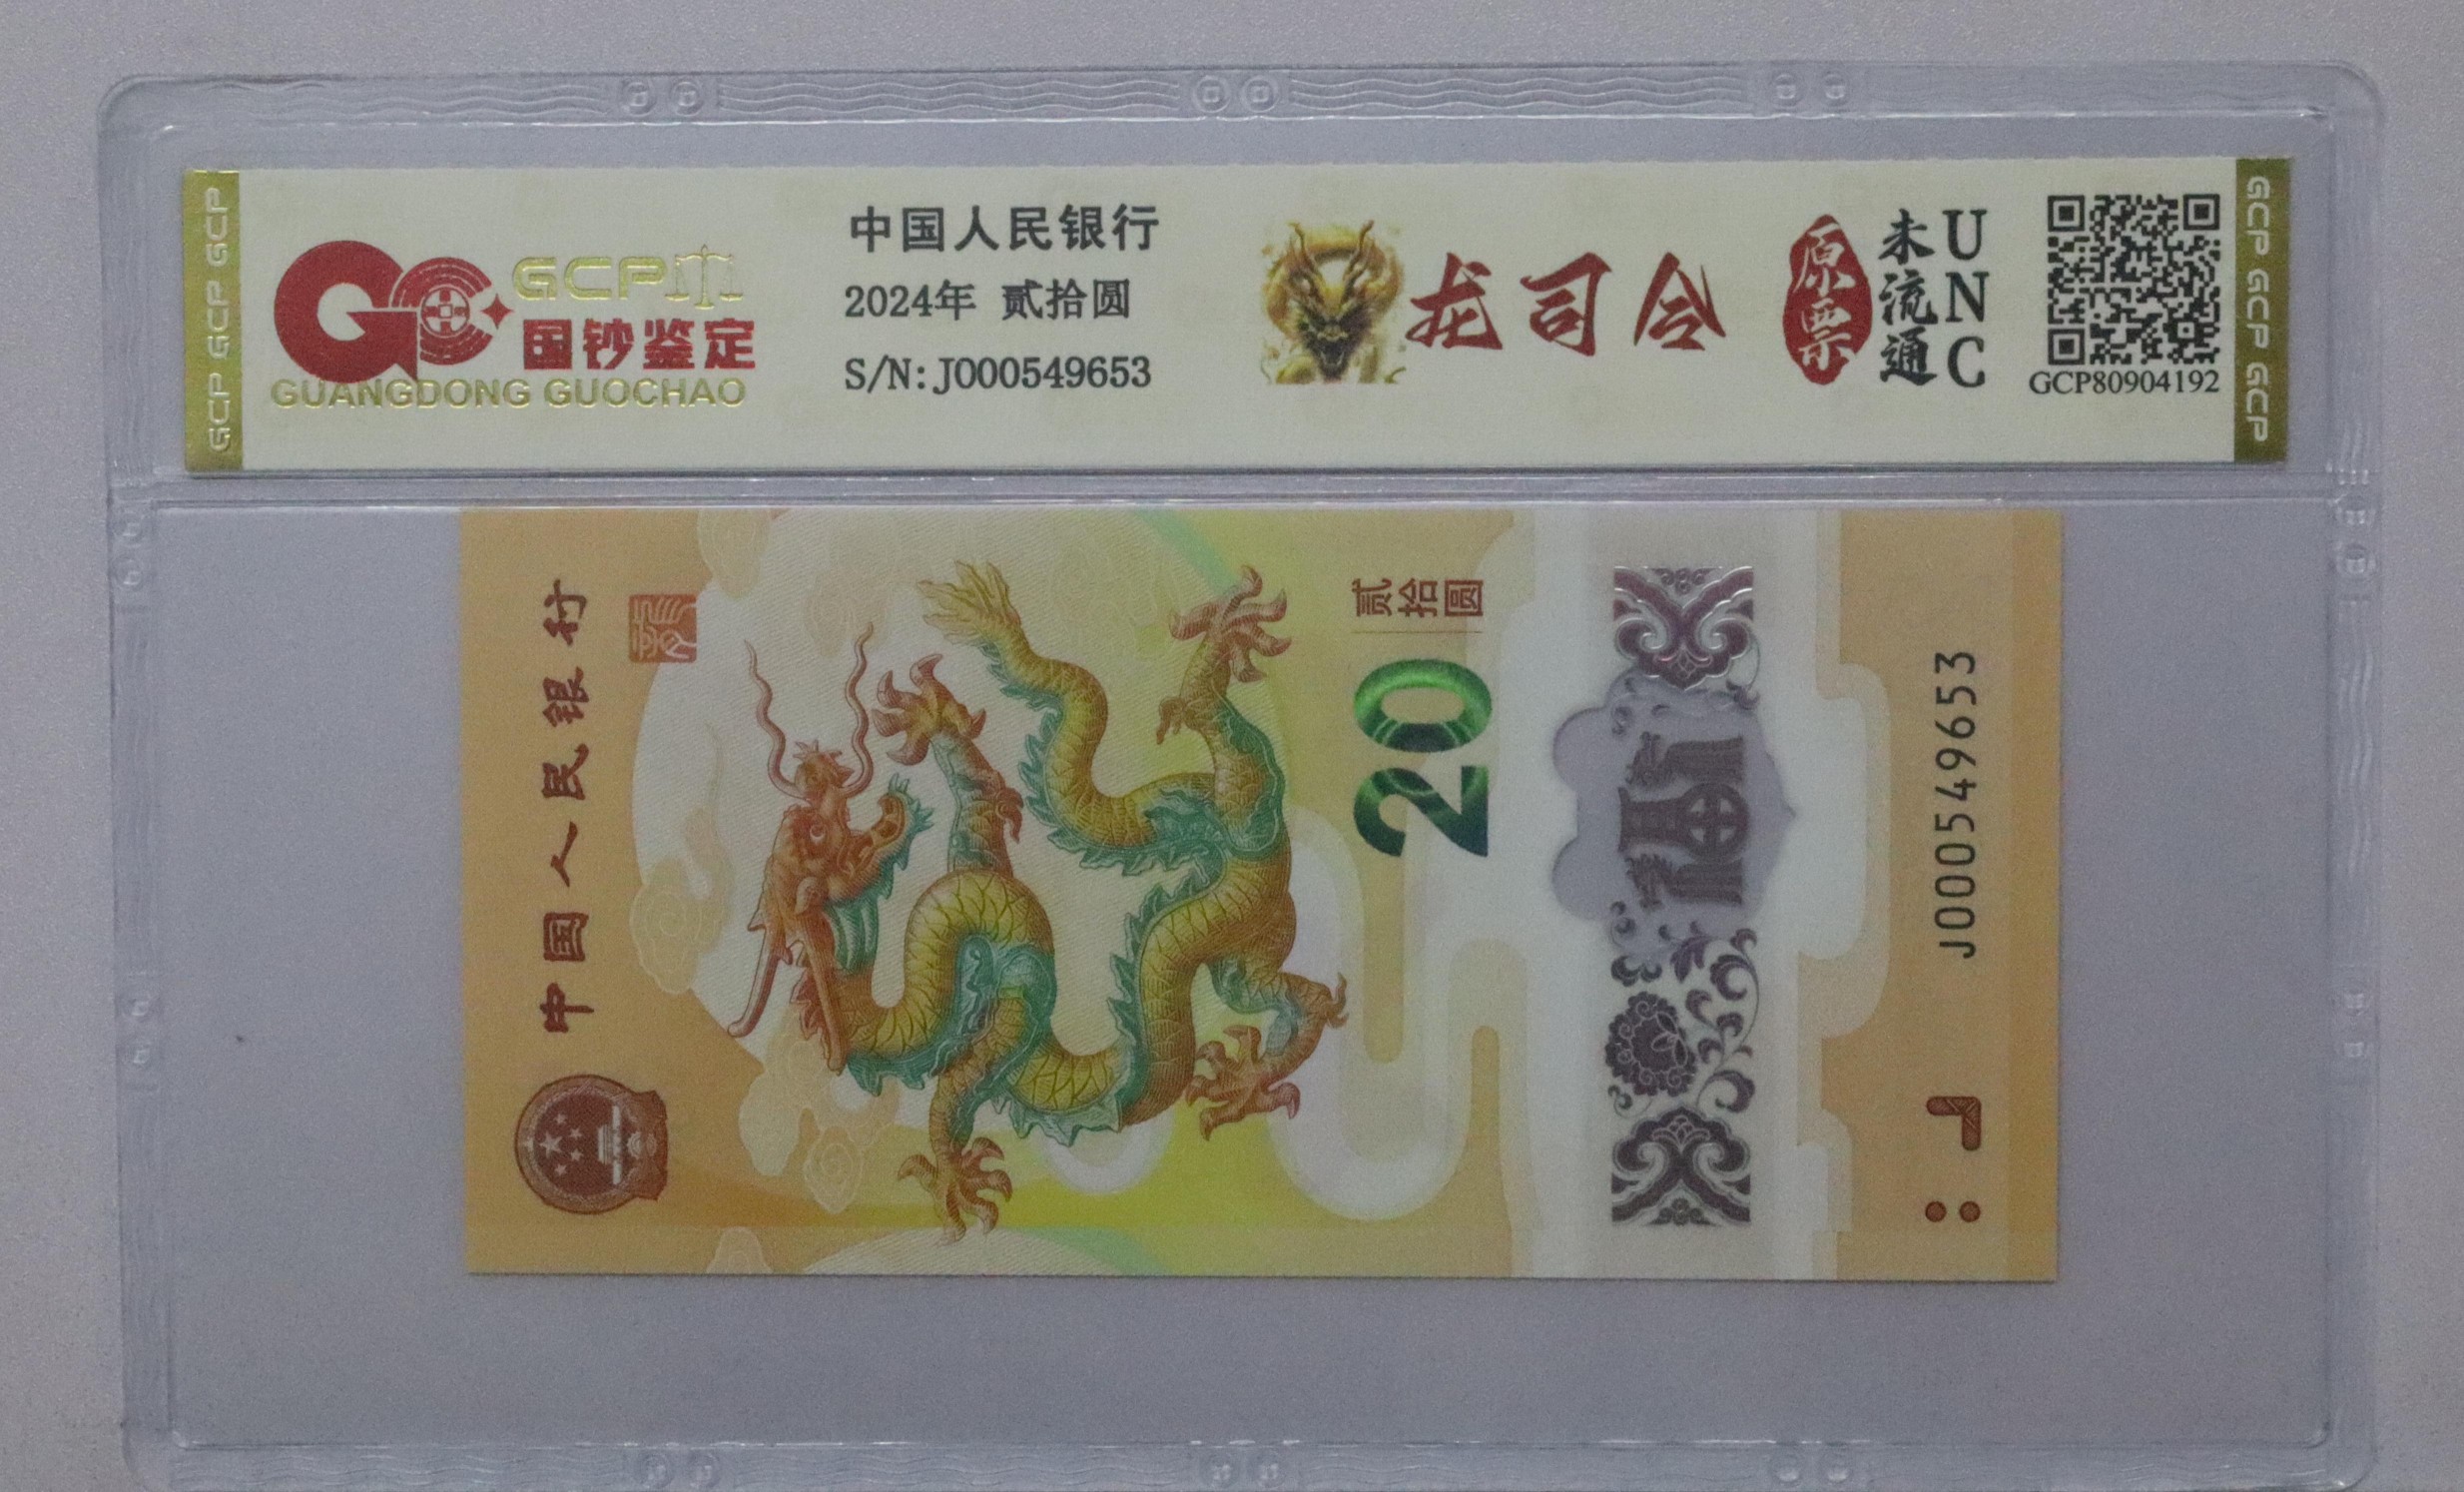 GCP GCP GCP
GCP
国钞鉴定
GUANGDONG GUOCHAO
中国人民银行
2024年 贰拾圆
S/N: J000549653
龙司令
原票
未流通
UNC
GCP80904192
GCP GCP GCP
中国人民银行
贰拾圆
20
J000549653